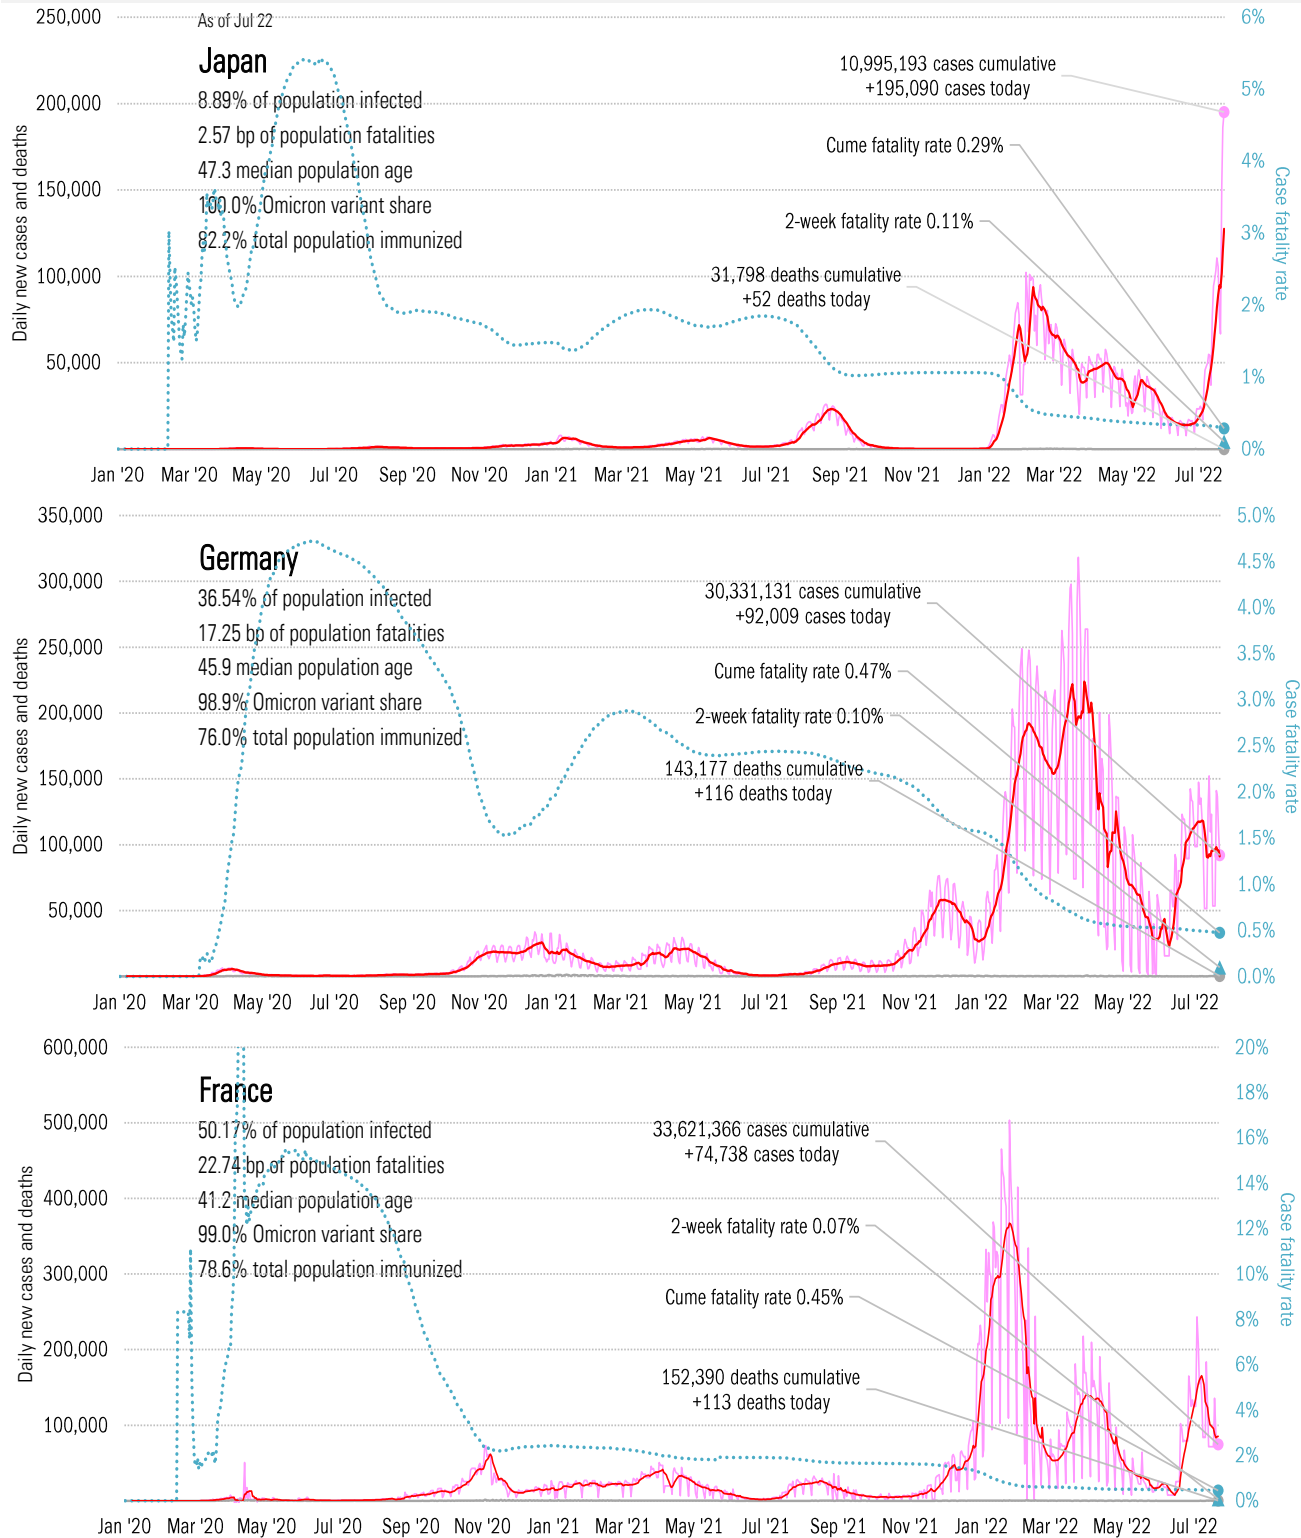 250,000
As of Jul 22
6%
Japan
10,995,193 cases cumulative
+195,090 cases today
5%
8.89% of population infected
200,000
2.57 bp of population fatalities
Cume fatality rate 0.29%
4%
47.3 median population age
150,000
100.0% Omicron variant share
2-week fatality rate 0.11%
3%
82.2% total population immunized
100,000
31,798 deaths cumulative
+52 deaths today
2%
50,000
1%
0%
Daily new cases and deaths
Case fatality rate
Jan '20 Mar '20 May '20 Jul '20 Sep '20 Nov '20 Jan '21 Mar '21 May '21 Jul '21 Sep '21 Nov '21 Jan '22 Mar '22 May '22 Jul '22
350,000
5.0%
Germany
4.5%
300,000
36.54% of population infected
30,331,131 cases cumulative
+92,009 cases today
4.0%
17.25 bp of population fatalities
250,000
3.5%
45.9 median population age
Cume fatality rate 0.47%
98.9% Omicron variant share
3.0%
200,000
2-week fatality rate 0.10%
76.0% total population immunized
2.5%
150,000
143,177 deaths cumulative
+116 deaths today
2.0%
100,000
1.5%
1.0%
50,000
0.5%
0.0%
Daily new cases and deaths
Case fatality rate
Jan '20 Mar '20 May '20 Jul '20 Sep '20 Nov '20 Jan '21 Mar '21 May '21 Jul '21 Sep '21 Nov '21 Jan '22 Mar '22 May '22 Jul '22
600,000
20%
France
18%
500,000
50.17% of population infected
33,621,366 cases cumulative
+74,738 cases today
16%
22.74 bp of population fatalities
14%
400,000
41.2 median population age
99.0% Omicron variant share
2-week fatality rate 0.07%
12%
300,000
78.6% total population immunized
10%
Cume fatality rate 0.45%
8%
200,000
6%
152,390 deaths cumulative
+113 deaths today
4%
100,000
2%
0%
Daily new cases and deaths
Case fatality rate
Jan '20 Mar '20 May '20 Jul '20 Sep '20 Nov '20 Jan '21 Mar '21 May '21 Jul '21 Sep '21 Nov '21 Jan '22 Mar '22 May '22 Jul '22